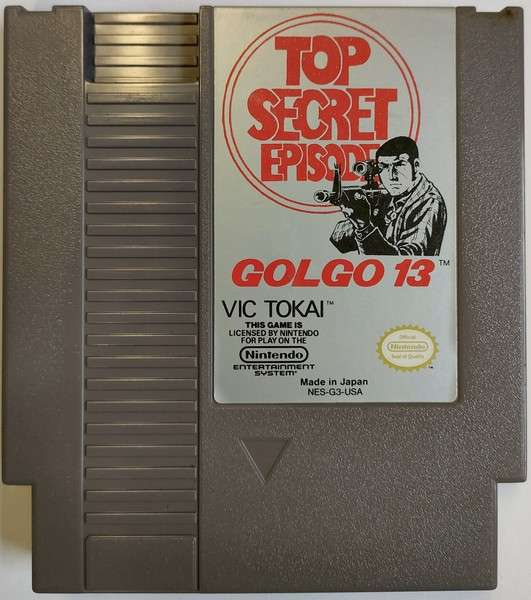 TOP
SECRET
EPISODE
GOLGO 13™
VIC TOKAI™
THIS GAME IS
LICENSED BY NINTENDO
FOR PLAY ON THE
Nintendo
ENTERTAINMENT
SYSTEM®
Official
Nintendo
Seal of Quality
™
Made in Japan
NES-G3-USA